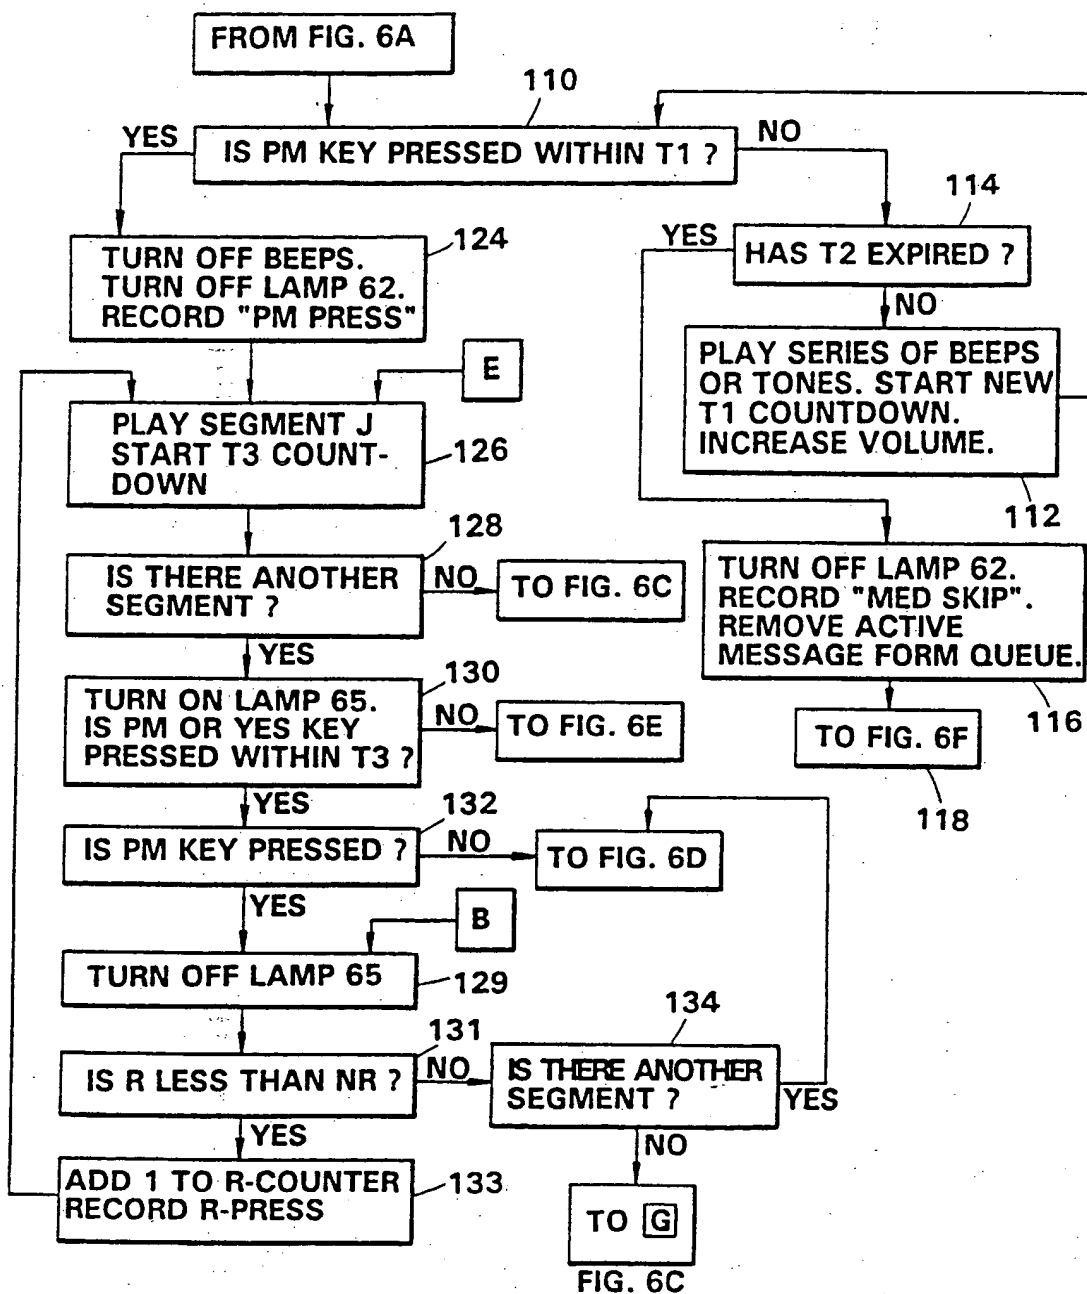 FROM FIG. 6A
110
YES
IS PM KEY PRESSED WITHIN T1 ?
NO
114
124
TURN OFF BEEPS.
TURN OFF LAMP 62.
RECORD "PM PRESS"
YES
HAS T2 EXPIRED ?
NO
E
PLAY SERIES OF BEEPS
OR TONES. START NEW
T1 COUNTDOWN.
INCREASE VOLUME.
112
PLAY SEGMENT J
START T3 COUNT-
DOWN
126
128
IS THERE ANOTHER
SEGMENT ?
NO
TO FIG. 6C
YES
TURN OFF LAMP 62.
RECORD "MED SKIP".
REMOVE ACTIVE
MESSAGE FORM QUEUE.
116
130
TURN ON LAMP 65.
IS PM OR YES KEY
PRESSED WITHIN T3 ?
NO
TO FIG. 6E
TO FIG. 6F
118
YES
132
IS PM KEY PRESSED ?
NO
TO FIG. 6D
YES
B
TURN OFF LAMP 65
129
131
IS R LESS THAN NR ?
NO
134
IS THERE ANOTHER
SEGMENT ?
YES
YES
NO
ADD 1 TO R-COUNTER
RECORD R-PRESS
133
TO G
FIG. 6C